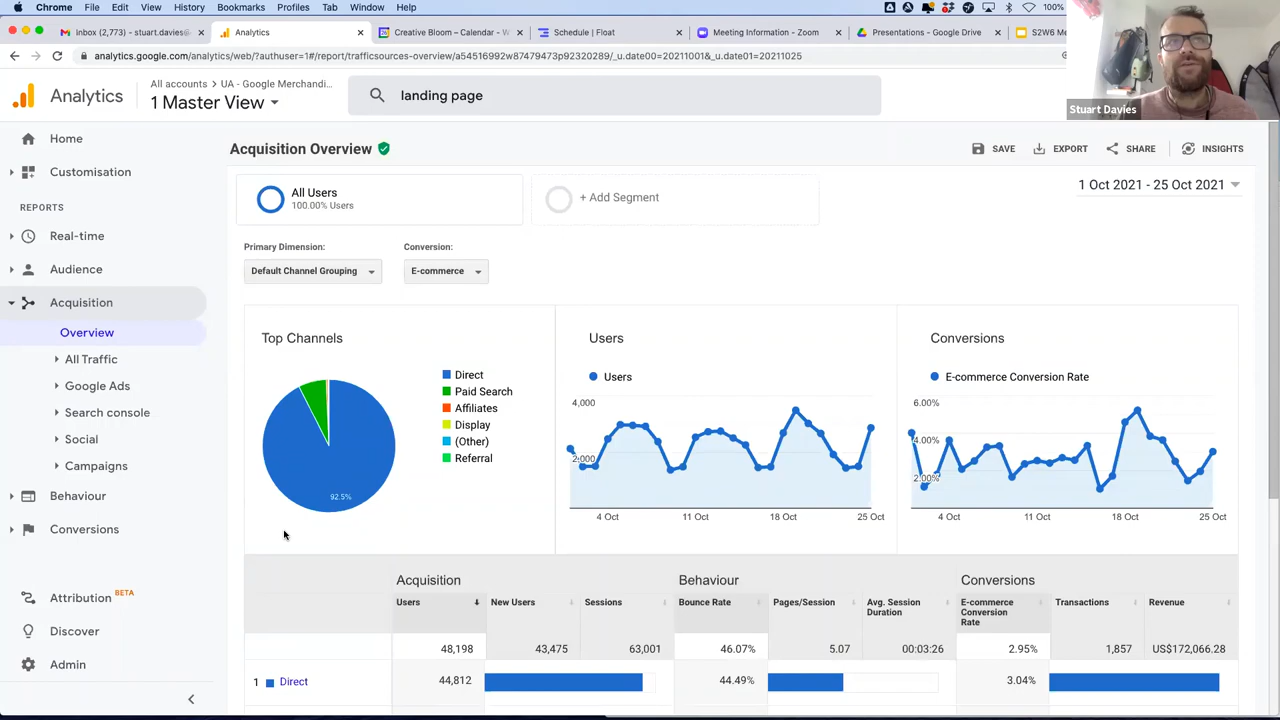 Chrome File Edit View History Bookmarks Profiles Tab Window Help 100%
Inbox (2,773) - stuart.davies@
Analytics
Creative Bloom – Calendar - W
Schedule | Float
Meeting Information - Zoom
Presentations - Google Drive
S2W6 M
analytics.google.com/analytics/web/?authuser=1#/report/trafficsources-overview/a54516992w87479473p92320289/_u.date00=20211001&_u.date01=20211025
Analytics
All accounts > UA - Google Merchandi...
1 Master View
landing page
Stuart Davies
Home
Customisation
REPORTS
Real-time
Audience
Acquisition
Overview
All Traffic
Google Ads
Search console
Social
Campaigns
Behaviour
Conversions
Attribution BETA
Discover
Admin
Acquisition Overview
SAVE EXPORT SHARE INSIGHTS
All Users
100.00% Users
+ Add Segment
1 Oct 2021 - 25 Oct 2021
Primary Dimension: Conversion:
Default Channel Grouping E-commerce
Top Channels
Direct
Paid Search
Affiliates
Display
(Other)
Referral
92.5%
Users
Users
4,000
2,000
4 Oct 11 Oct 18 Oct 25 Oct
Conversions
E-commerce Conversion Rate
6.00%
4.00%
2.00%
4 Oct 11 Oct 18 Oct 25 Oct
Acquisition Behaviour Conversions
Users New Users Sessions Bounce Rate Pages/Session Avg. Session Duration E-commerce Conversion Rate Transactions Revenue
48,198 43,475 63,001 46.07% 5.07 00:03:26 2.95% 1,857 US$172,066.28
1 Direct 44,812 44.49% 3.04%